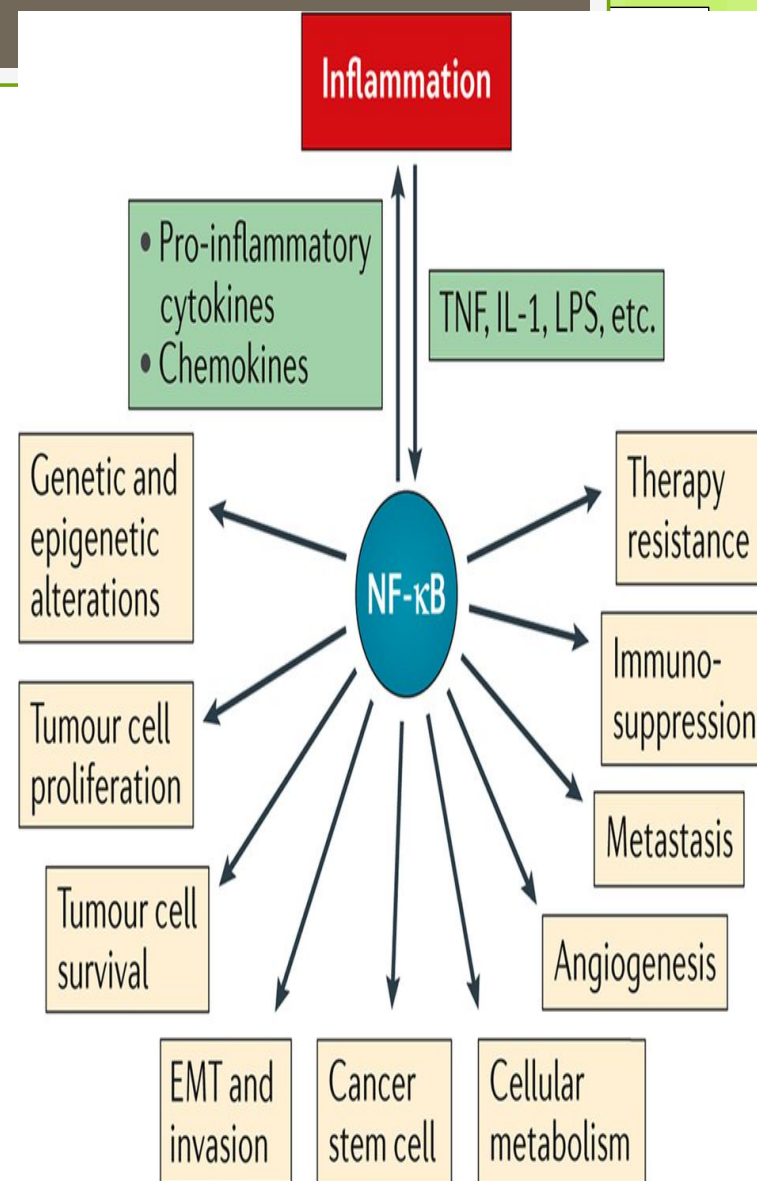 Inflammation
• Pro-inflammatory
cytokines
• Chemokines
TNF, IL-1, LPS, etc.
Genetic and
epigenetic
alterations
NF-κB
Therapy
resistance
Immuno-
suppression
Tumour cell
proliferation
Metastasis
Tumour cell
survival
Angiogenesis
EMT and
invasion
Cancer
stem cell
Cellular
metabolism